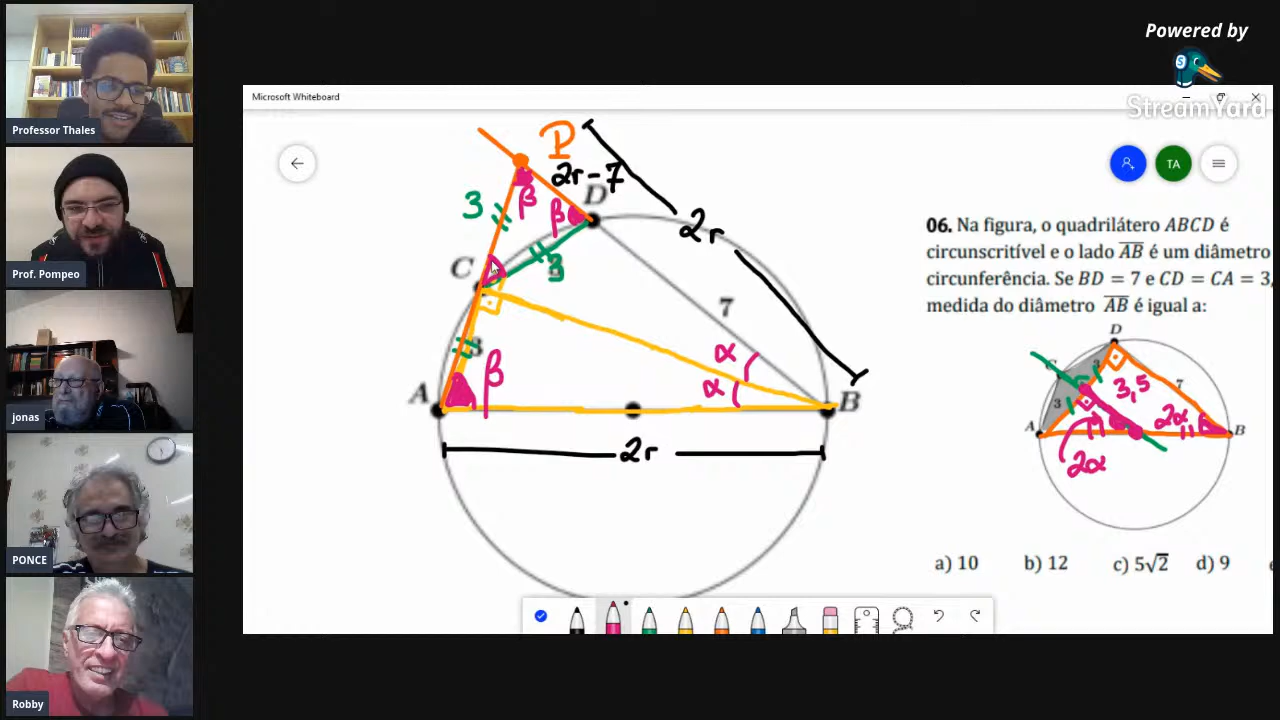 Powered by
StreamYard
Professor Thales
Prof. Pompeo
jonas
PONCE
Robby
Microsoft Whiteboard
TA
P
2r-7
D
3
β
β
3
C
2r
7
α
α
3
β
A
B
2r
06. Na figura, o quadrilátero ABCD é
circunscritível e o lado AB é um diâmetro
circunferência. Se BD = 7 e CD = CA = 3,
medida do diâmetro AB é igual a:
D
C
3
3,5
7
3
2α
A
B
2α
a) 10 b) 12 c) 5√2 d) 9